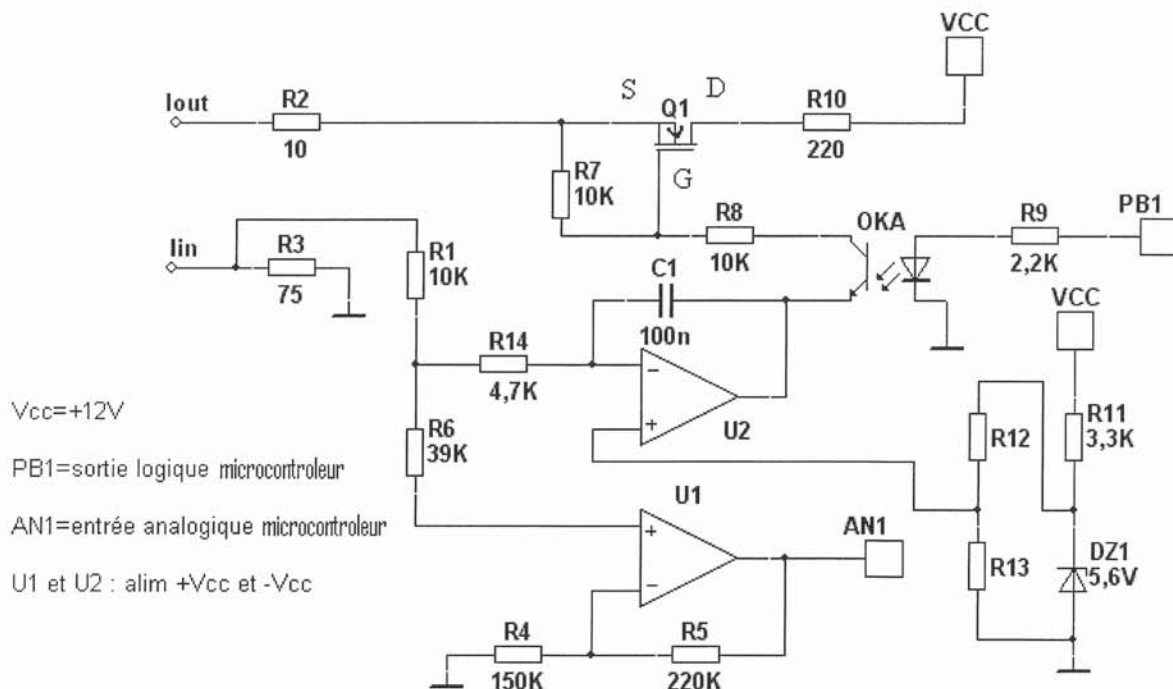 VCC
S
D
Iout
R2
Q1
R10
10
220
R7
G
10K
R8
OKA
R9
PB1
Iin
R3
R1
10K
C1
2,2K
75
10K
VCC
100n
R14
4,7K
Vcc=+12V
R11
R12
3,3K
U2
R6
39K
PB1=sortie logique microcontroleur
U1
AN1
AN1=entrée analogique microcontroleur
DZ1
R13
5,6V
U1 et U2 : alim +Vcc et -Vcc
R4
R5
150K
220K